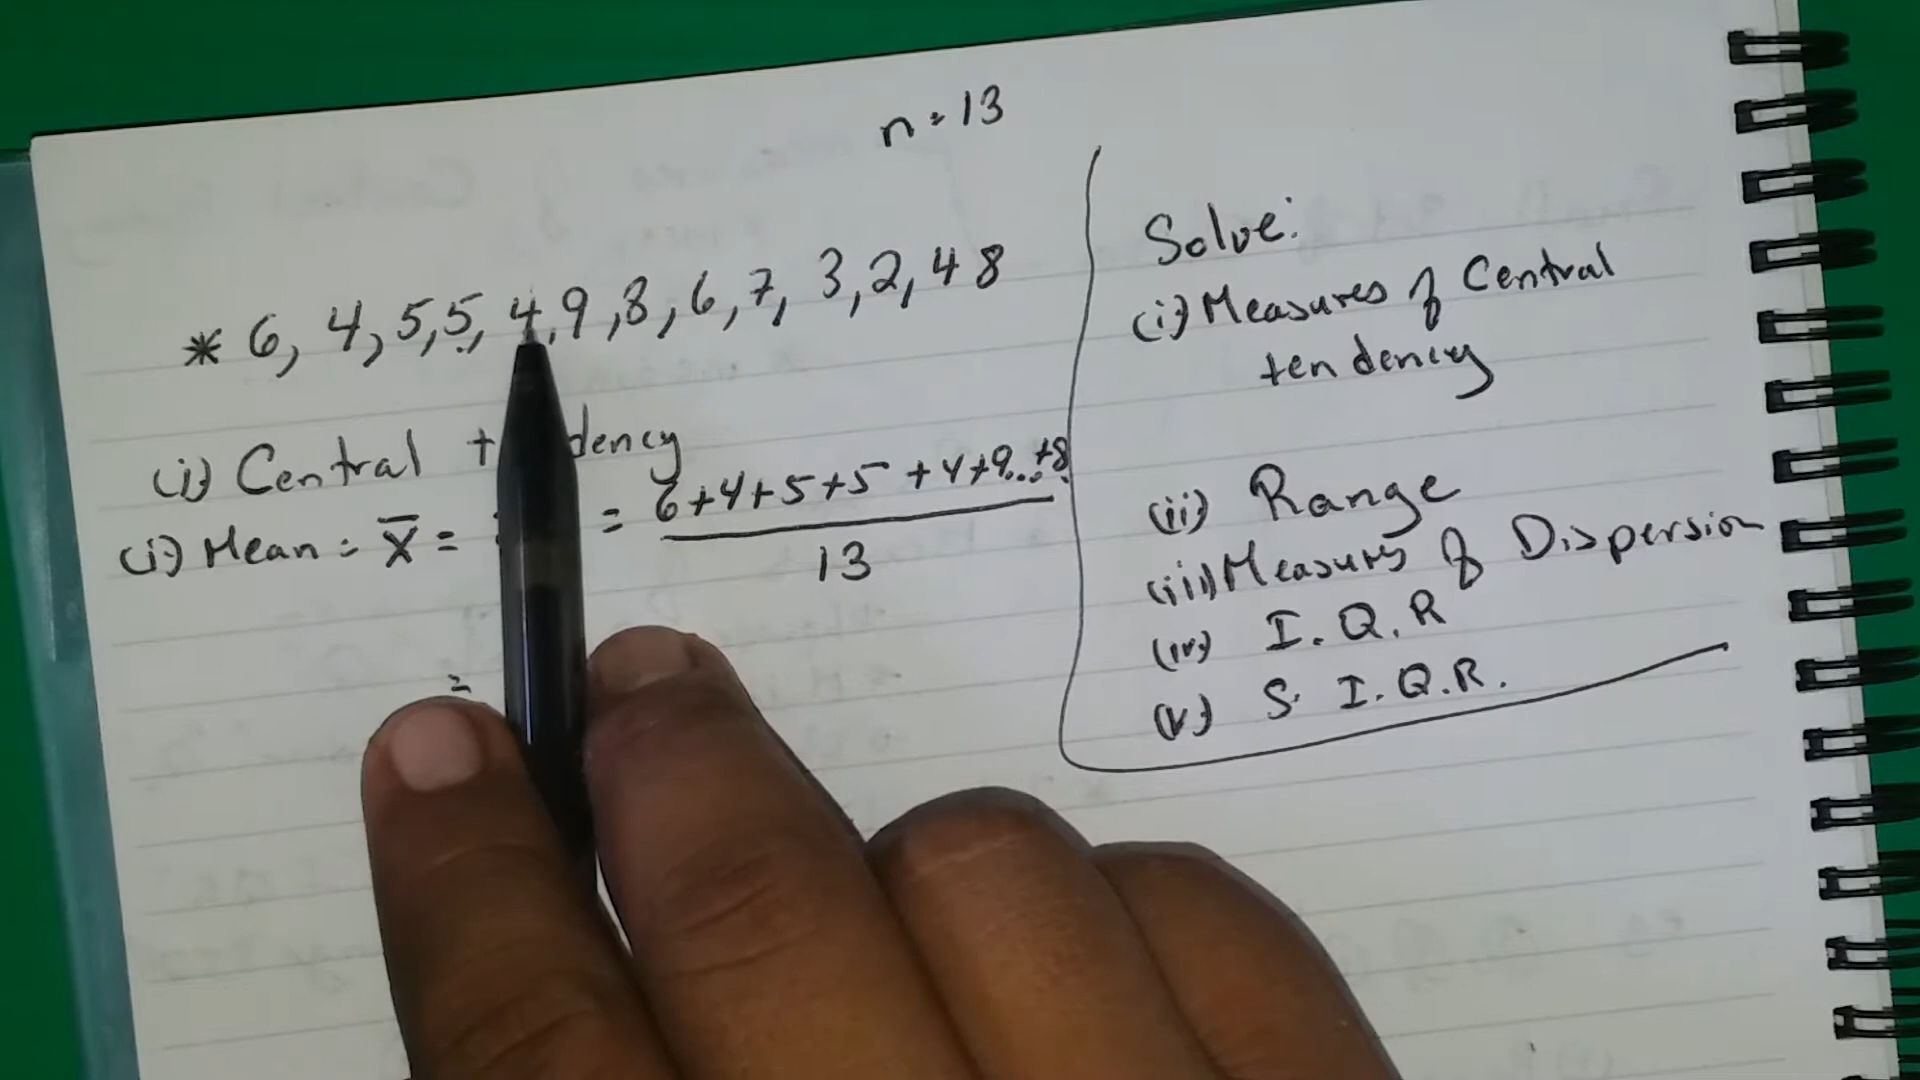 n = 13
* 6, 4, 5, 5, 4, 9, 8, 6, 7, 3, 2, 4 8
(i) Central
(i) Mean = x̄ = = 6+4+5+5+4+9...+8
13
=
Solve:
(i) Measures of Central
tendency
(ii) Range
(iii) Measures of Dispersion
(iv) I.Q.R
(v) S. I.Q.R.